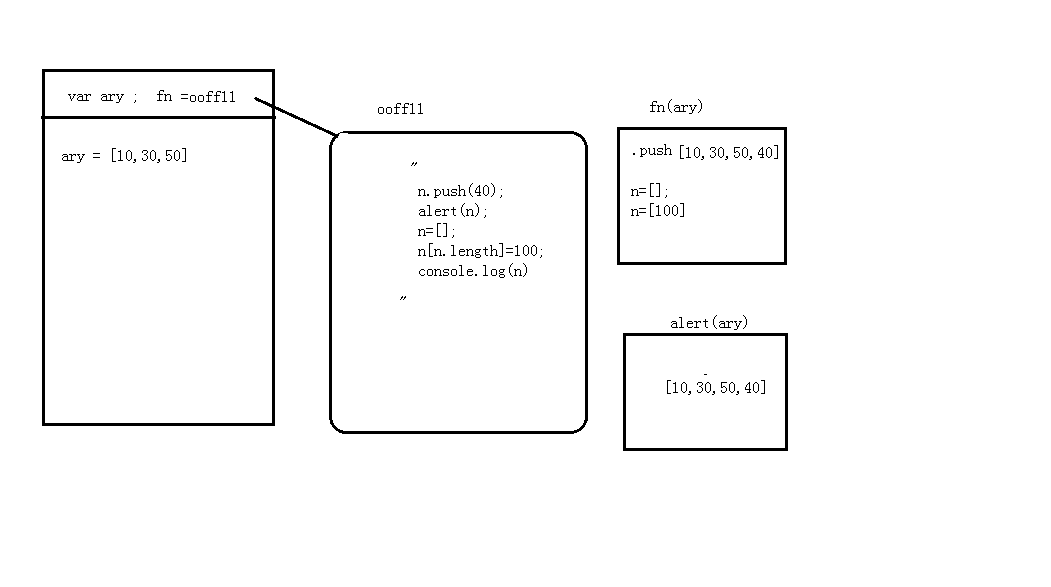 var ary ;  fn =ooff11
ary = [10,30,50]
ooff11
"
n.push(40);
alert(n);
n=[];
n[n.length]=100;
console.log(n)
"
fn(ary)
.push [10,30,50,40]
n=[];
n=[100]
alert(ary)
[10,30,50,40]